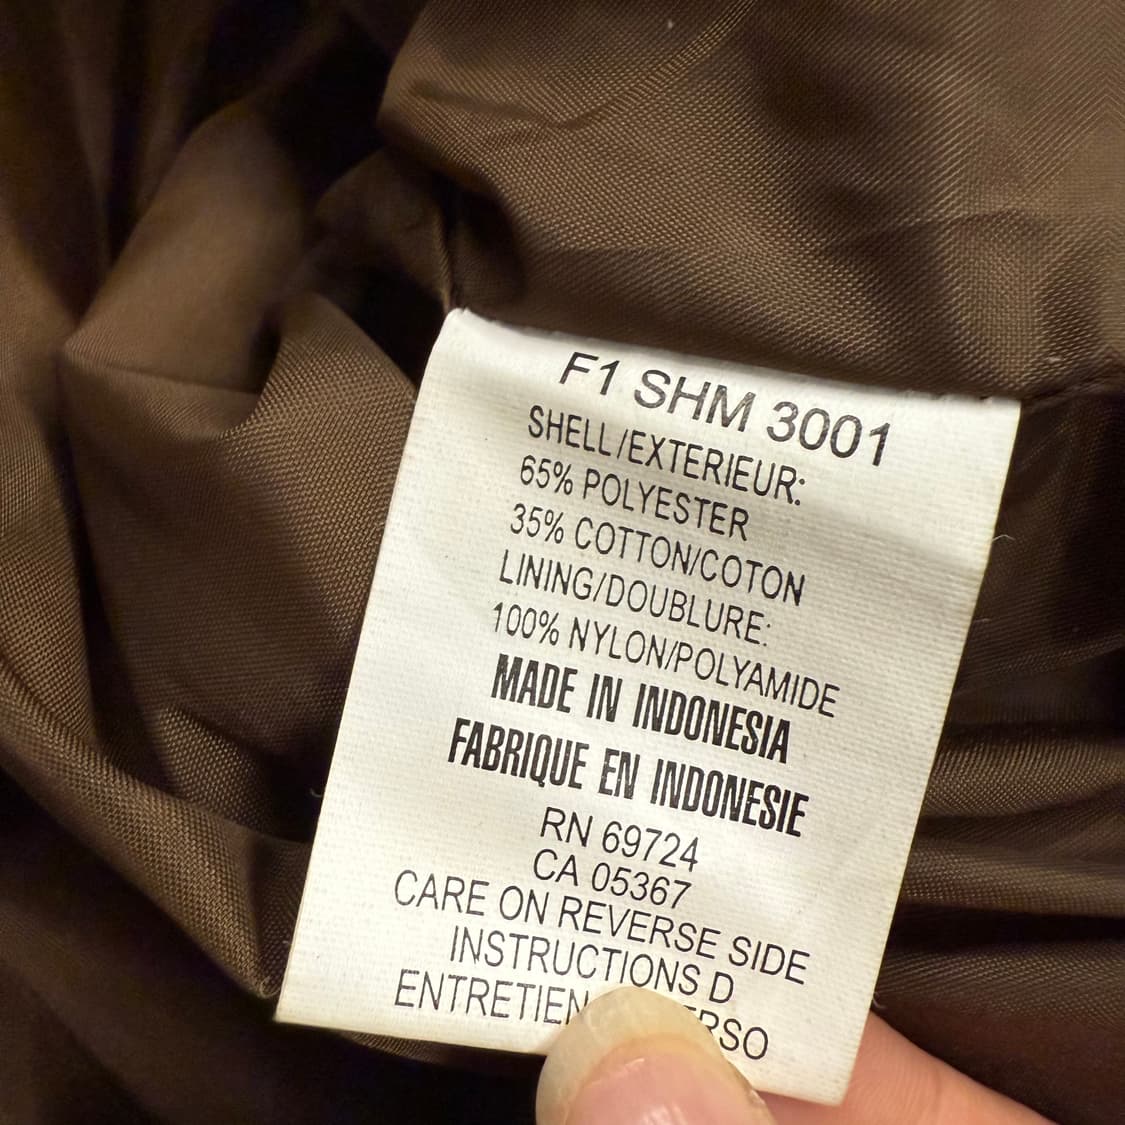 F1 SHM 3001
SHELL/EXTERIEUR:
65% POLYESTER
35% COTTON/COTON
LINING/DOUBLURE:
100% NYLON/POLYAMIDE
MADE IN INDONESIA
FABRIQUE EN INDONESIE
RN 69724
CA 05367
CARE ON REVERSE SIDE
INSTRUCTIONS D
ENTRETIEN